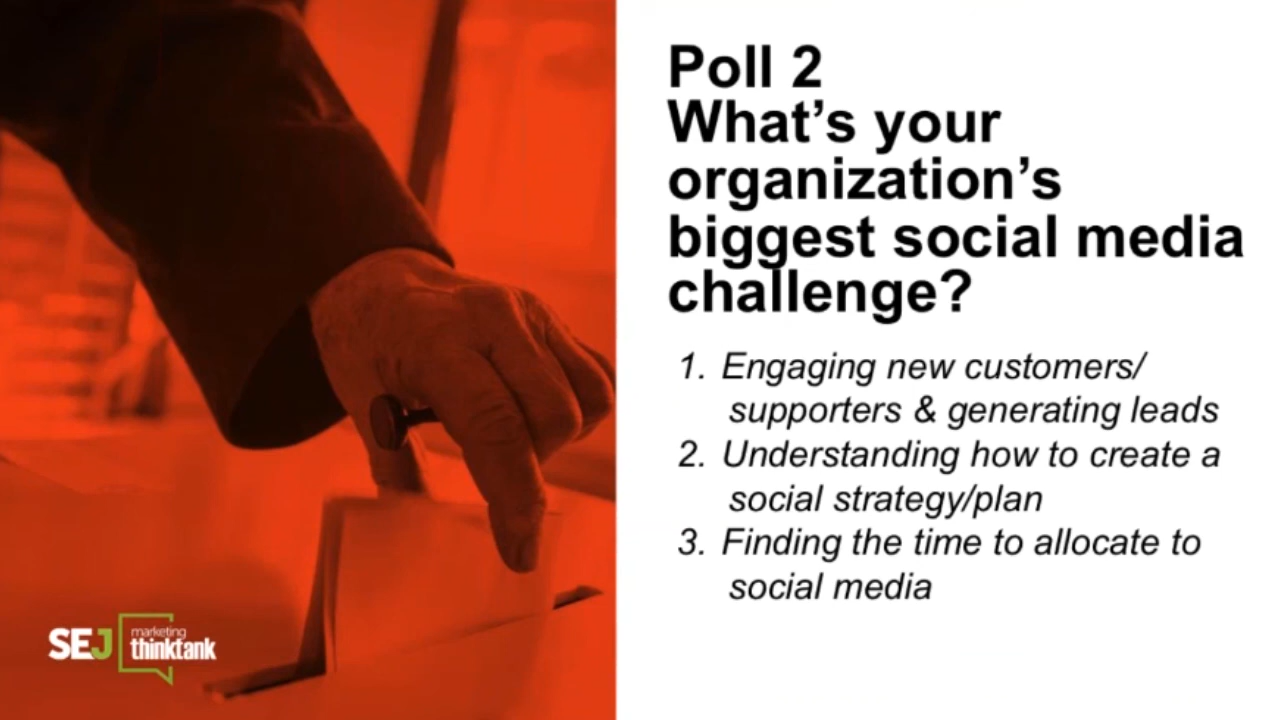 Poll 2
What’s your
organization’s
biggest social media
challenge?
1. Engaging new customers/
supporters & generating leads
2. Understanding how to create a
social strategy/plan
3. Finding the time to allocate to
social media
SEJ marketing
thinktank